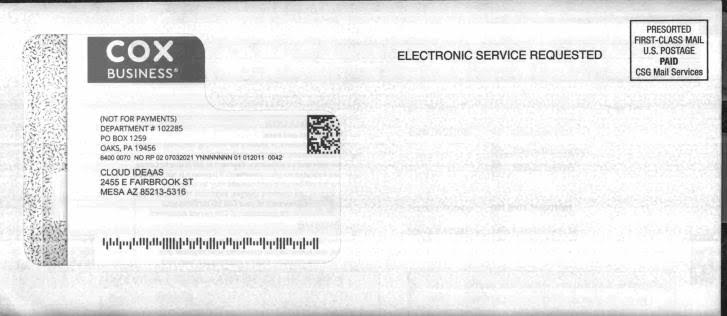 COX
BUSINESS®
ELECTRONIC SERVICE REQUESTED
PRESORTED
FIRST-CLASS MAIL
U.S. POSTAGE
PAID
CSG Mail Services
(NOT FOR PAYMENTS)
DEPARTMENT # 102285
PO BOX 1259
OAKS, PA 19456
8400 0070 NO RP 02 07032021 YNNNNNNN 01 012011 0042
CLOUD IDEAAS
2455 E FAIRBROOK ST
MESA AZ 85213-5316